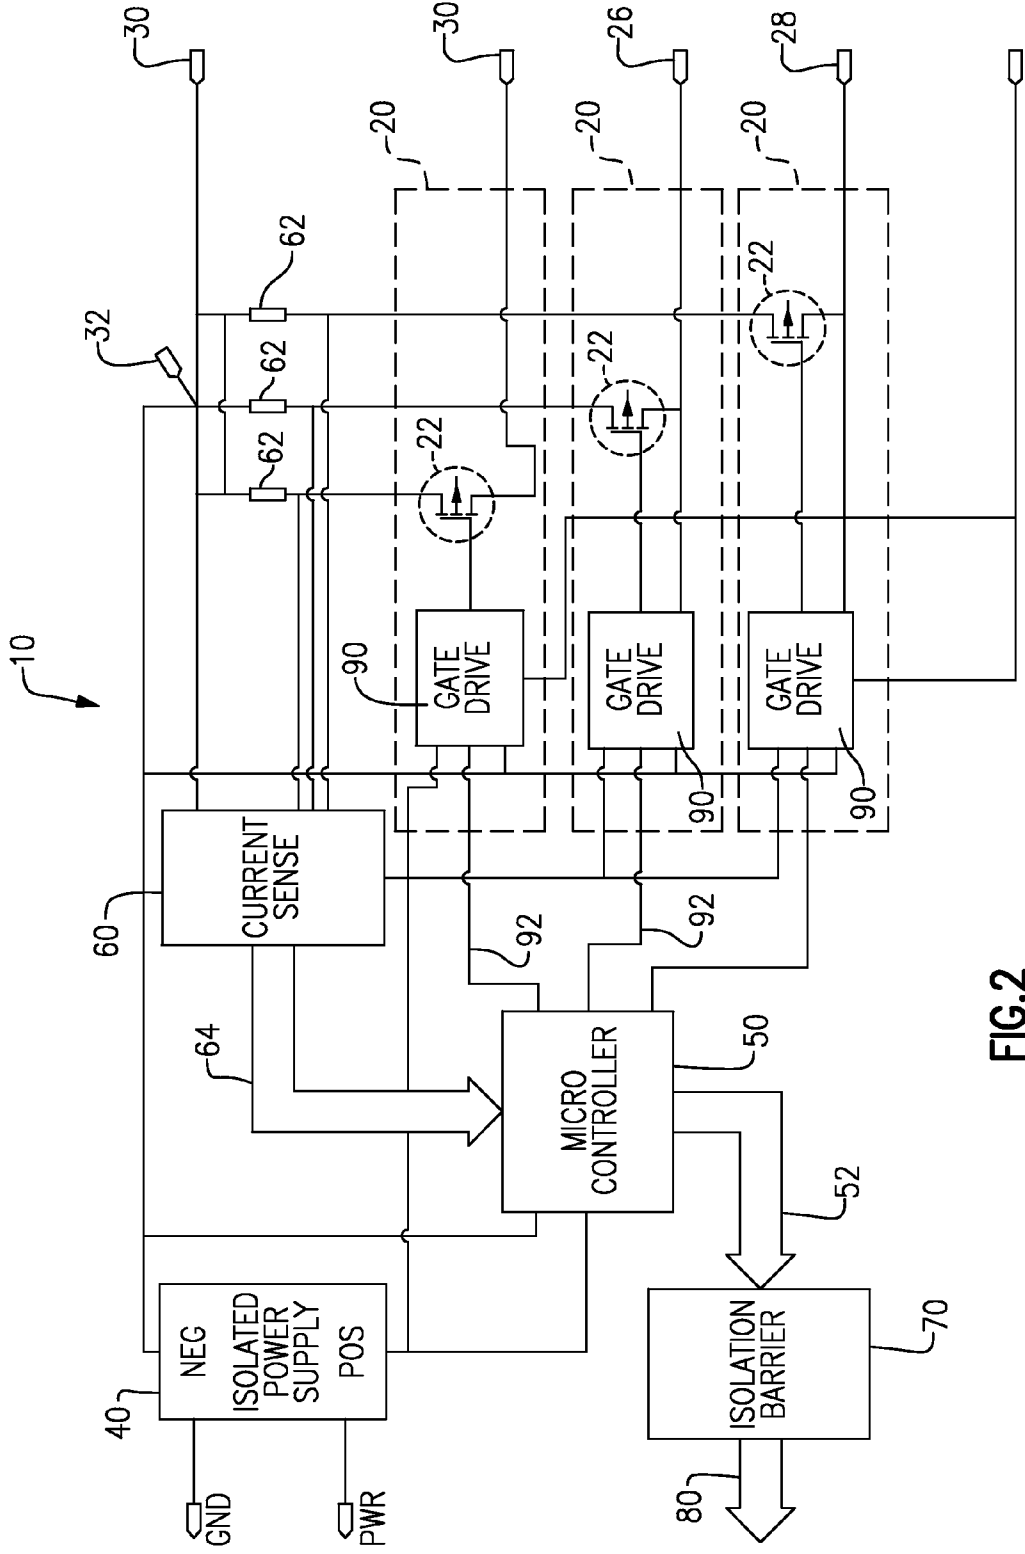 10
30
32
62
62
62
30
26
28
20
20
20
22
22
22
60
CURRENT
SENSE
64
90
GATE
DRIVE
GATE
DRIVE
90
GATE
DRIVE
90
92
92
40
NEG
ISOLATED
POWER
SUPPLY
POS
GND
PWR
MICRO
CONTROLLER
50
52
ISOLATION
BARRIER
70
80
FIG.2